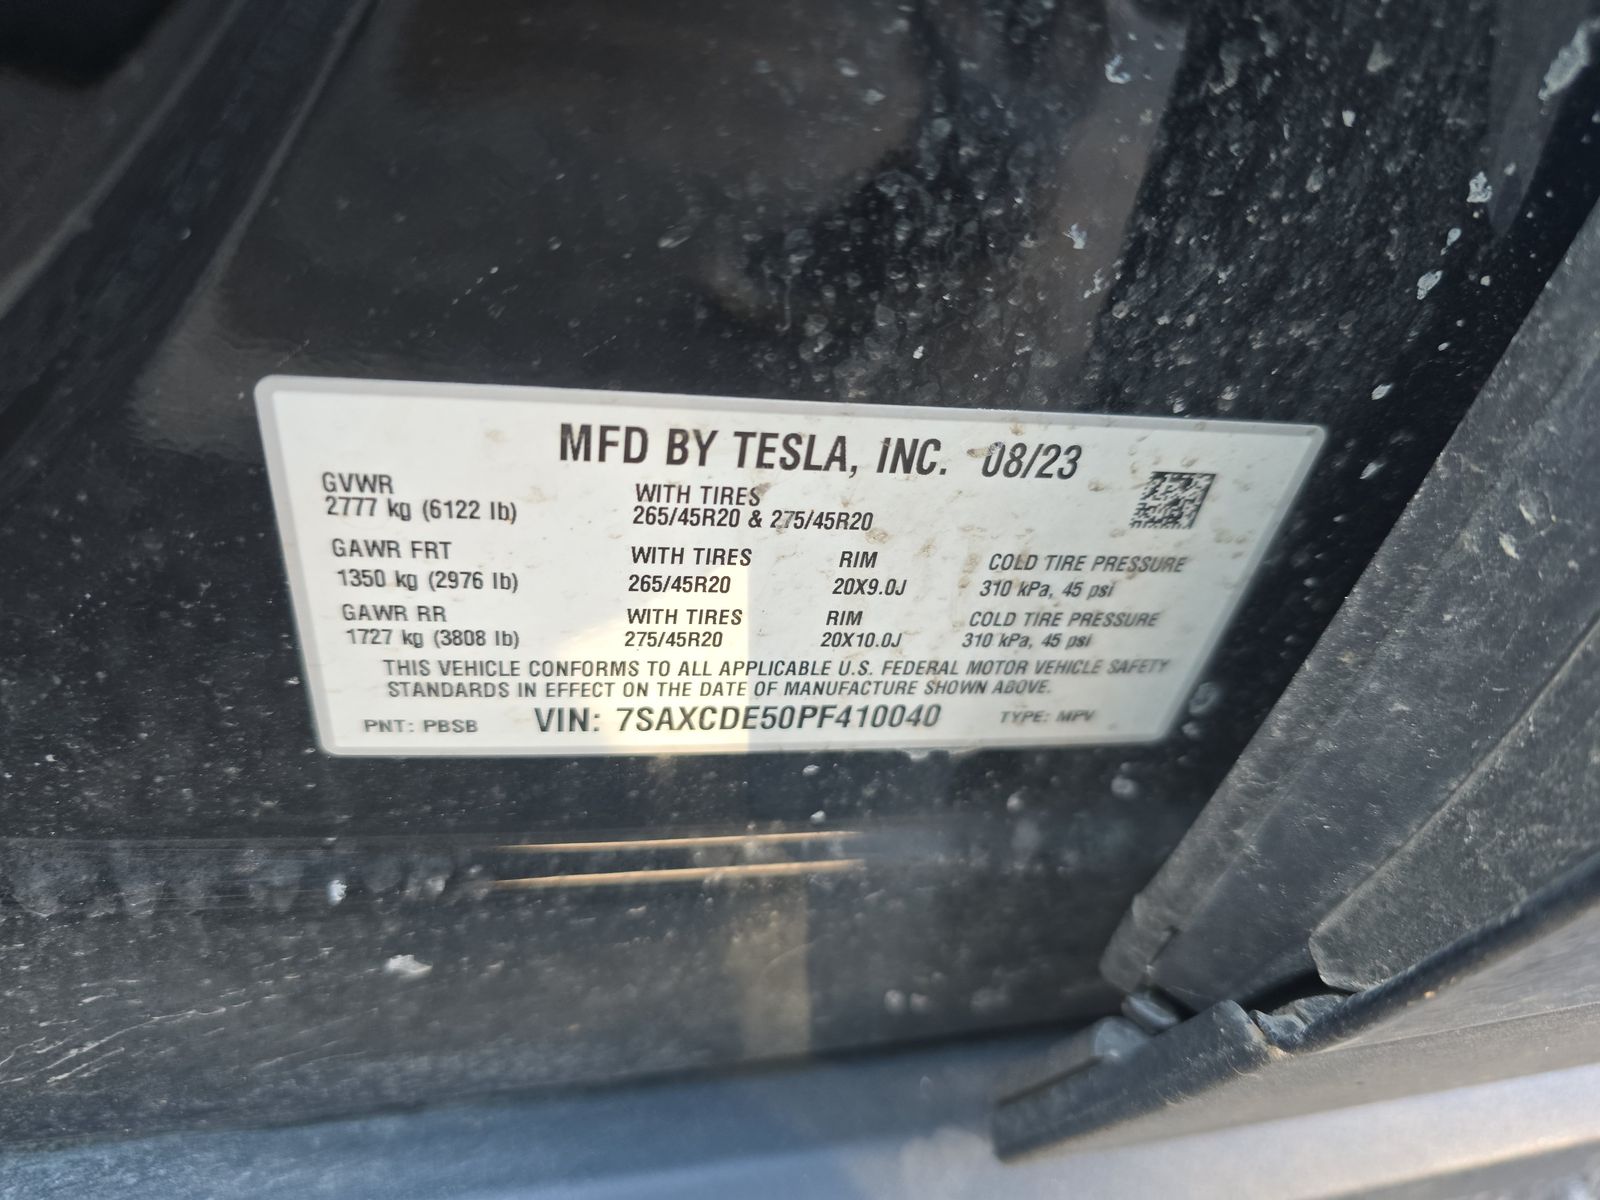 MFD BY TESLA, INC. 08/23
GVWR
2777 kg (6122 lb)
WITH TIRES
265/45R20 & 275/45R20
GAWR FRT WITH TIRES RIM COLD TIRE PRESSURE
1350 kg (2976 lb) 265/45R20 20X9.0J 310 kPa, 45 psi
GAWR RR WITH TIRES RIM COLD TIRE PRESSURE
1727 kg (3808 lb) 275/45R20 20X10.0J 310 kPa, 45 psi
THIS VEHICLE CONFORMS TO ALL APPLICABLE U.S. FEDERAL MOTOR VEHICLE SAFETY
STANDARDS IN EFFECT ON THE DATE OF MANUFACTURE SHOWN ABOVE.
PNT: PBSB VIN: 7SAXCDE50PF410040 TYPE: MPV